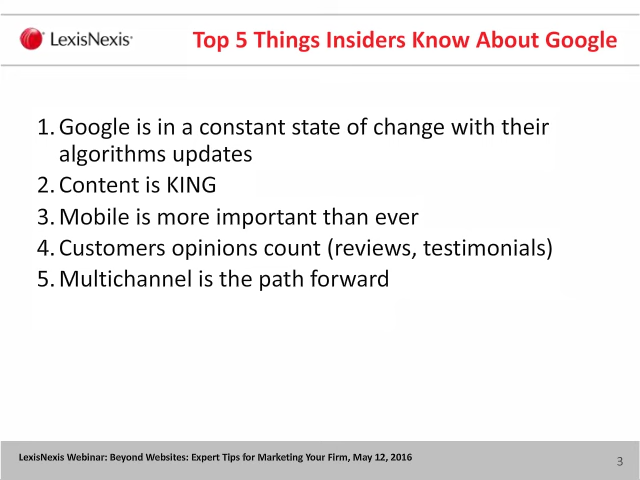 LexisNexis®
Top 5 Things Insiders Know About Google
1. Google is in a constant state of change with their
algorithms updates
2. Content is KING
3. Mobile is more important than ever
4. Customers opinions count (reviews, testimonials)
5. Multichannel is the path forward
LexisNexis Webinar: Beyond Websites: Expert Tips for Marketing Your Firm, May 12, 2016
3